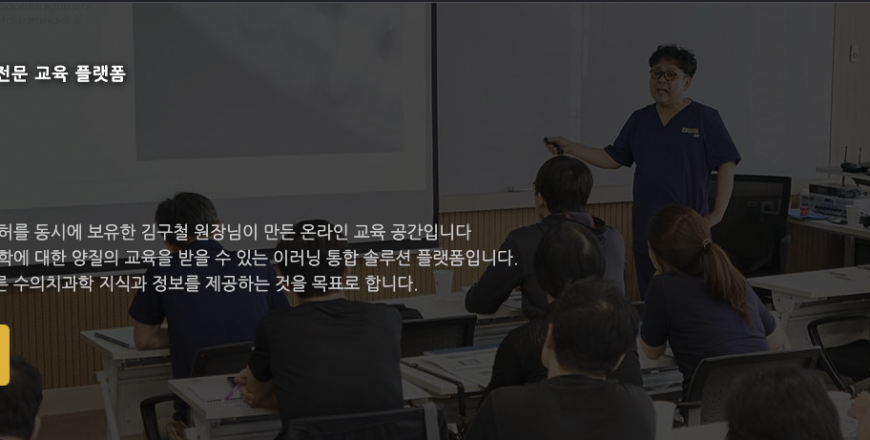 전문 교육 플랫폼
허를 동시에 보유한 김구철 원장님이 만든 온라인 교육 공간입니다
학에 대한 양질의 교육을 받을 수 있는 이러닝 통합 솔루션 플랫폼입니다.
른 수의치과학 지식과 정보를 제공하는 것을 목표로 합니다.